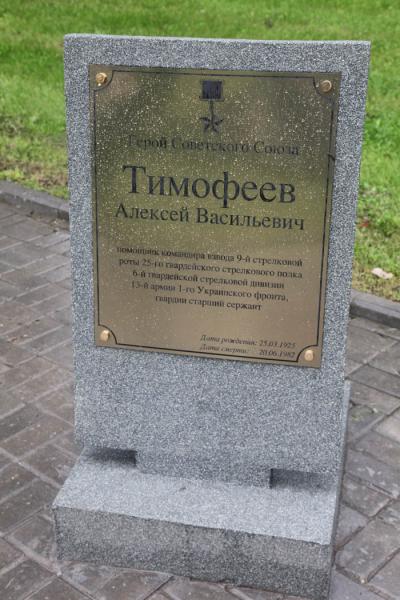 Герой Советского Союза
Тимофеев
Алексей Васильевич
помощник командира взвода 9-й стрелковой
роты 25-го гвардейского стрелкового полка
6-й гвардейской стрелковой дивизии
13-й армии 1-го Украинского фронта,
гвардии старший сержант
Дата рождения: 25.03.1925
Дата смерти: 20.06.1982